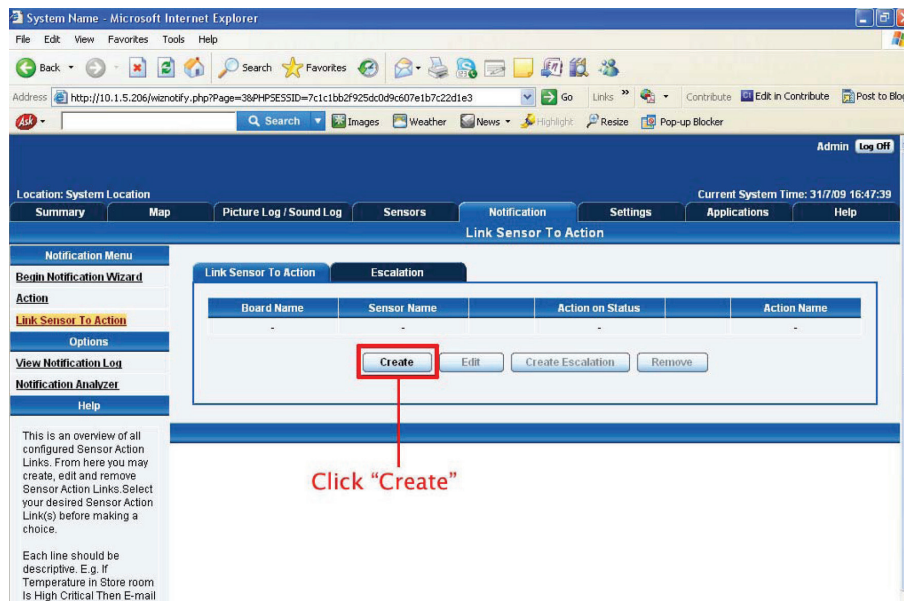 System Name - Microsoft Internet Explorer
File Edit View Favorites Tools Help
Back Search Favorites
Address http://10.1.5.206/wiznotify.php?Page=38PHPSESSID=7c1c1bb2f925dc0d9c607e1b7c22d1e3 Go Links » Contribute Edit in Contribute Post to Blog
Ask Search Images Weather News Highlight Resize Pop-up Blocker
Admin Log Off
Location: System Location Current System Time: 31/7/09 16:47:39
Summary Map Picture Log / Sound Log Sensors Notification Settings Applications Help
Link Sensor To Action
Notification Menu
Begin Notification Wizard
Action
Link Sensor To Action
Options
View Notification Log
Notification Analyzer
Help
This is an overview of all
configured Sensor Action
Links. From here you may
create, edit and remove
Sensor Action Links.Select
your desired Sensor Action
Link(s) before making a
choice.
Each line should be
descriptive. E.g. If
Temperature in Store room
Is High Critical Then E-mail
Link Sensor To Action Escalation
Board Name Sensor Name Action on Status Action Name
- - - -
Create Edit Create Escalation Remove
Click “Create”